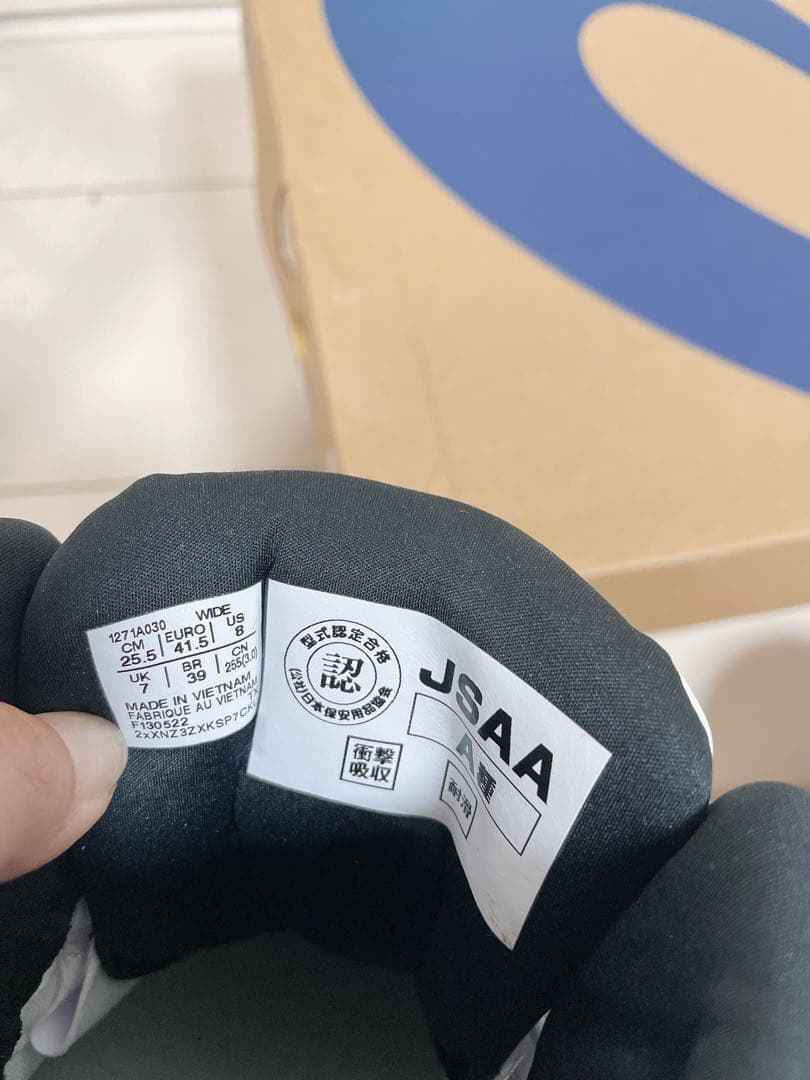 1271A030 WIDE
CM EURO US
25.5 41.5 8
UK BR CN
7 39 255(3.0)
MADE IN VIETNAM
FABRIQUE AU VIETNAM
F130522
型式認定合格
認
(公社)日本保安用品協会
衝撃
吸収
JSAA
A種
耐滑